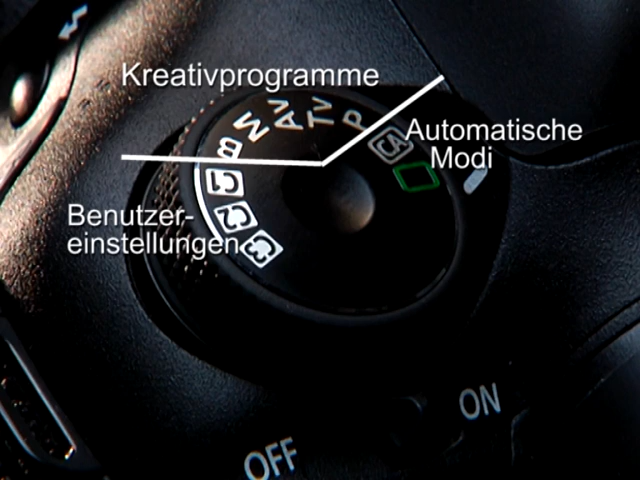 Kreativprogramme
Automatische
Modi
Benutzer-
einstellungen
B
M
Av
Tv
P
CA
C1
C2
C3
ON
OFF